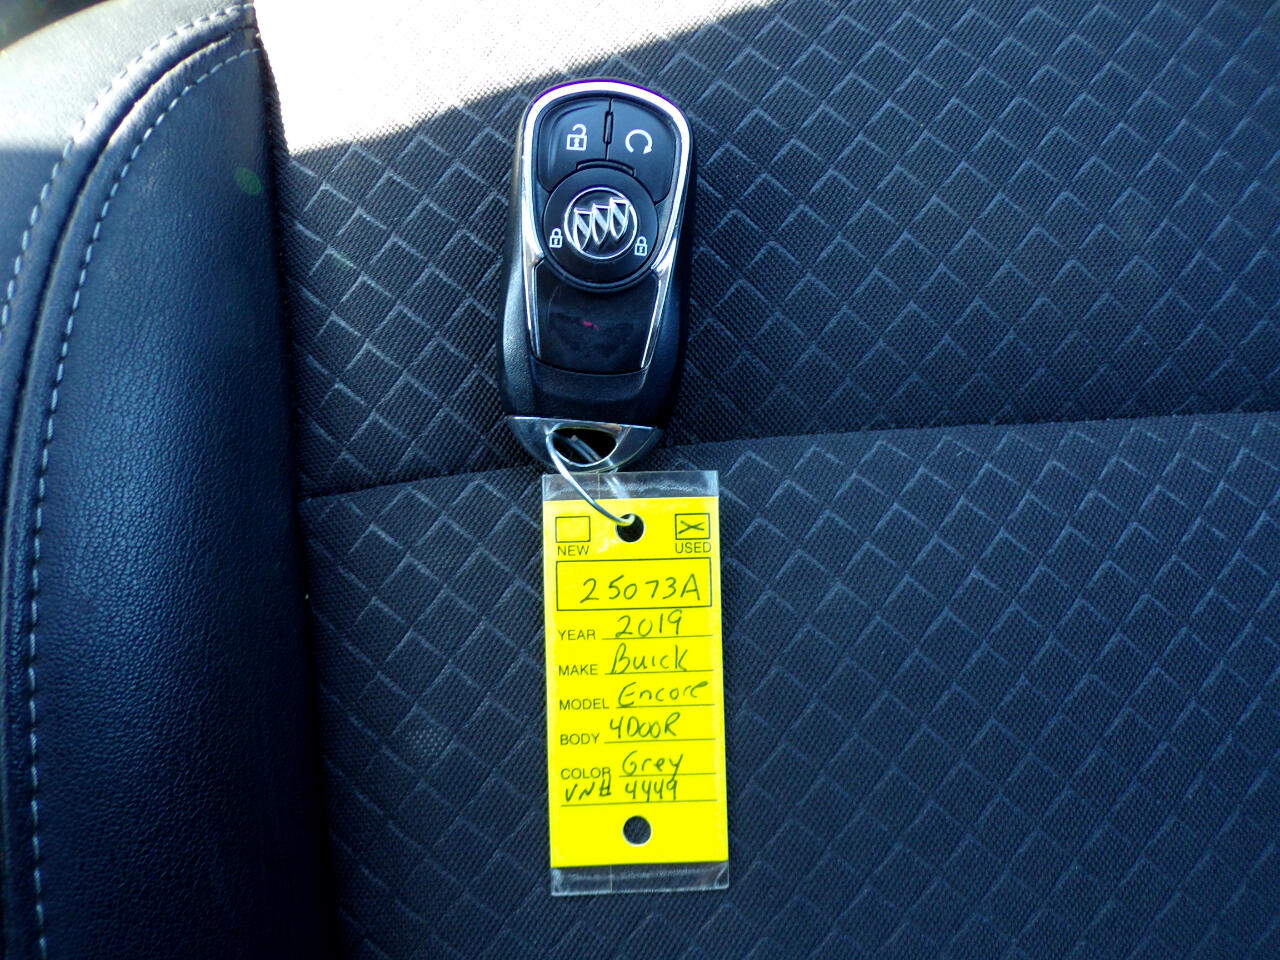 NEW USED
25073A
YEAR 2019
MAKE Buick
MODEL Encore
BODY 4DOOR
COLOR Grey
VN# 4449